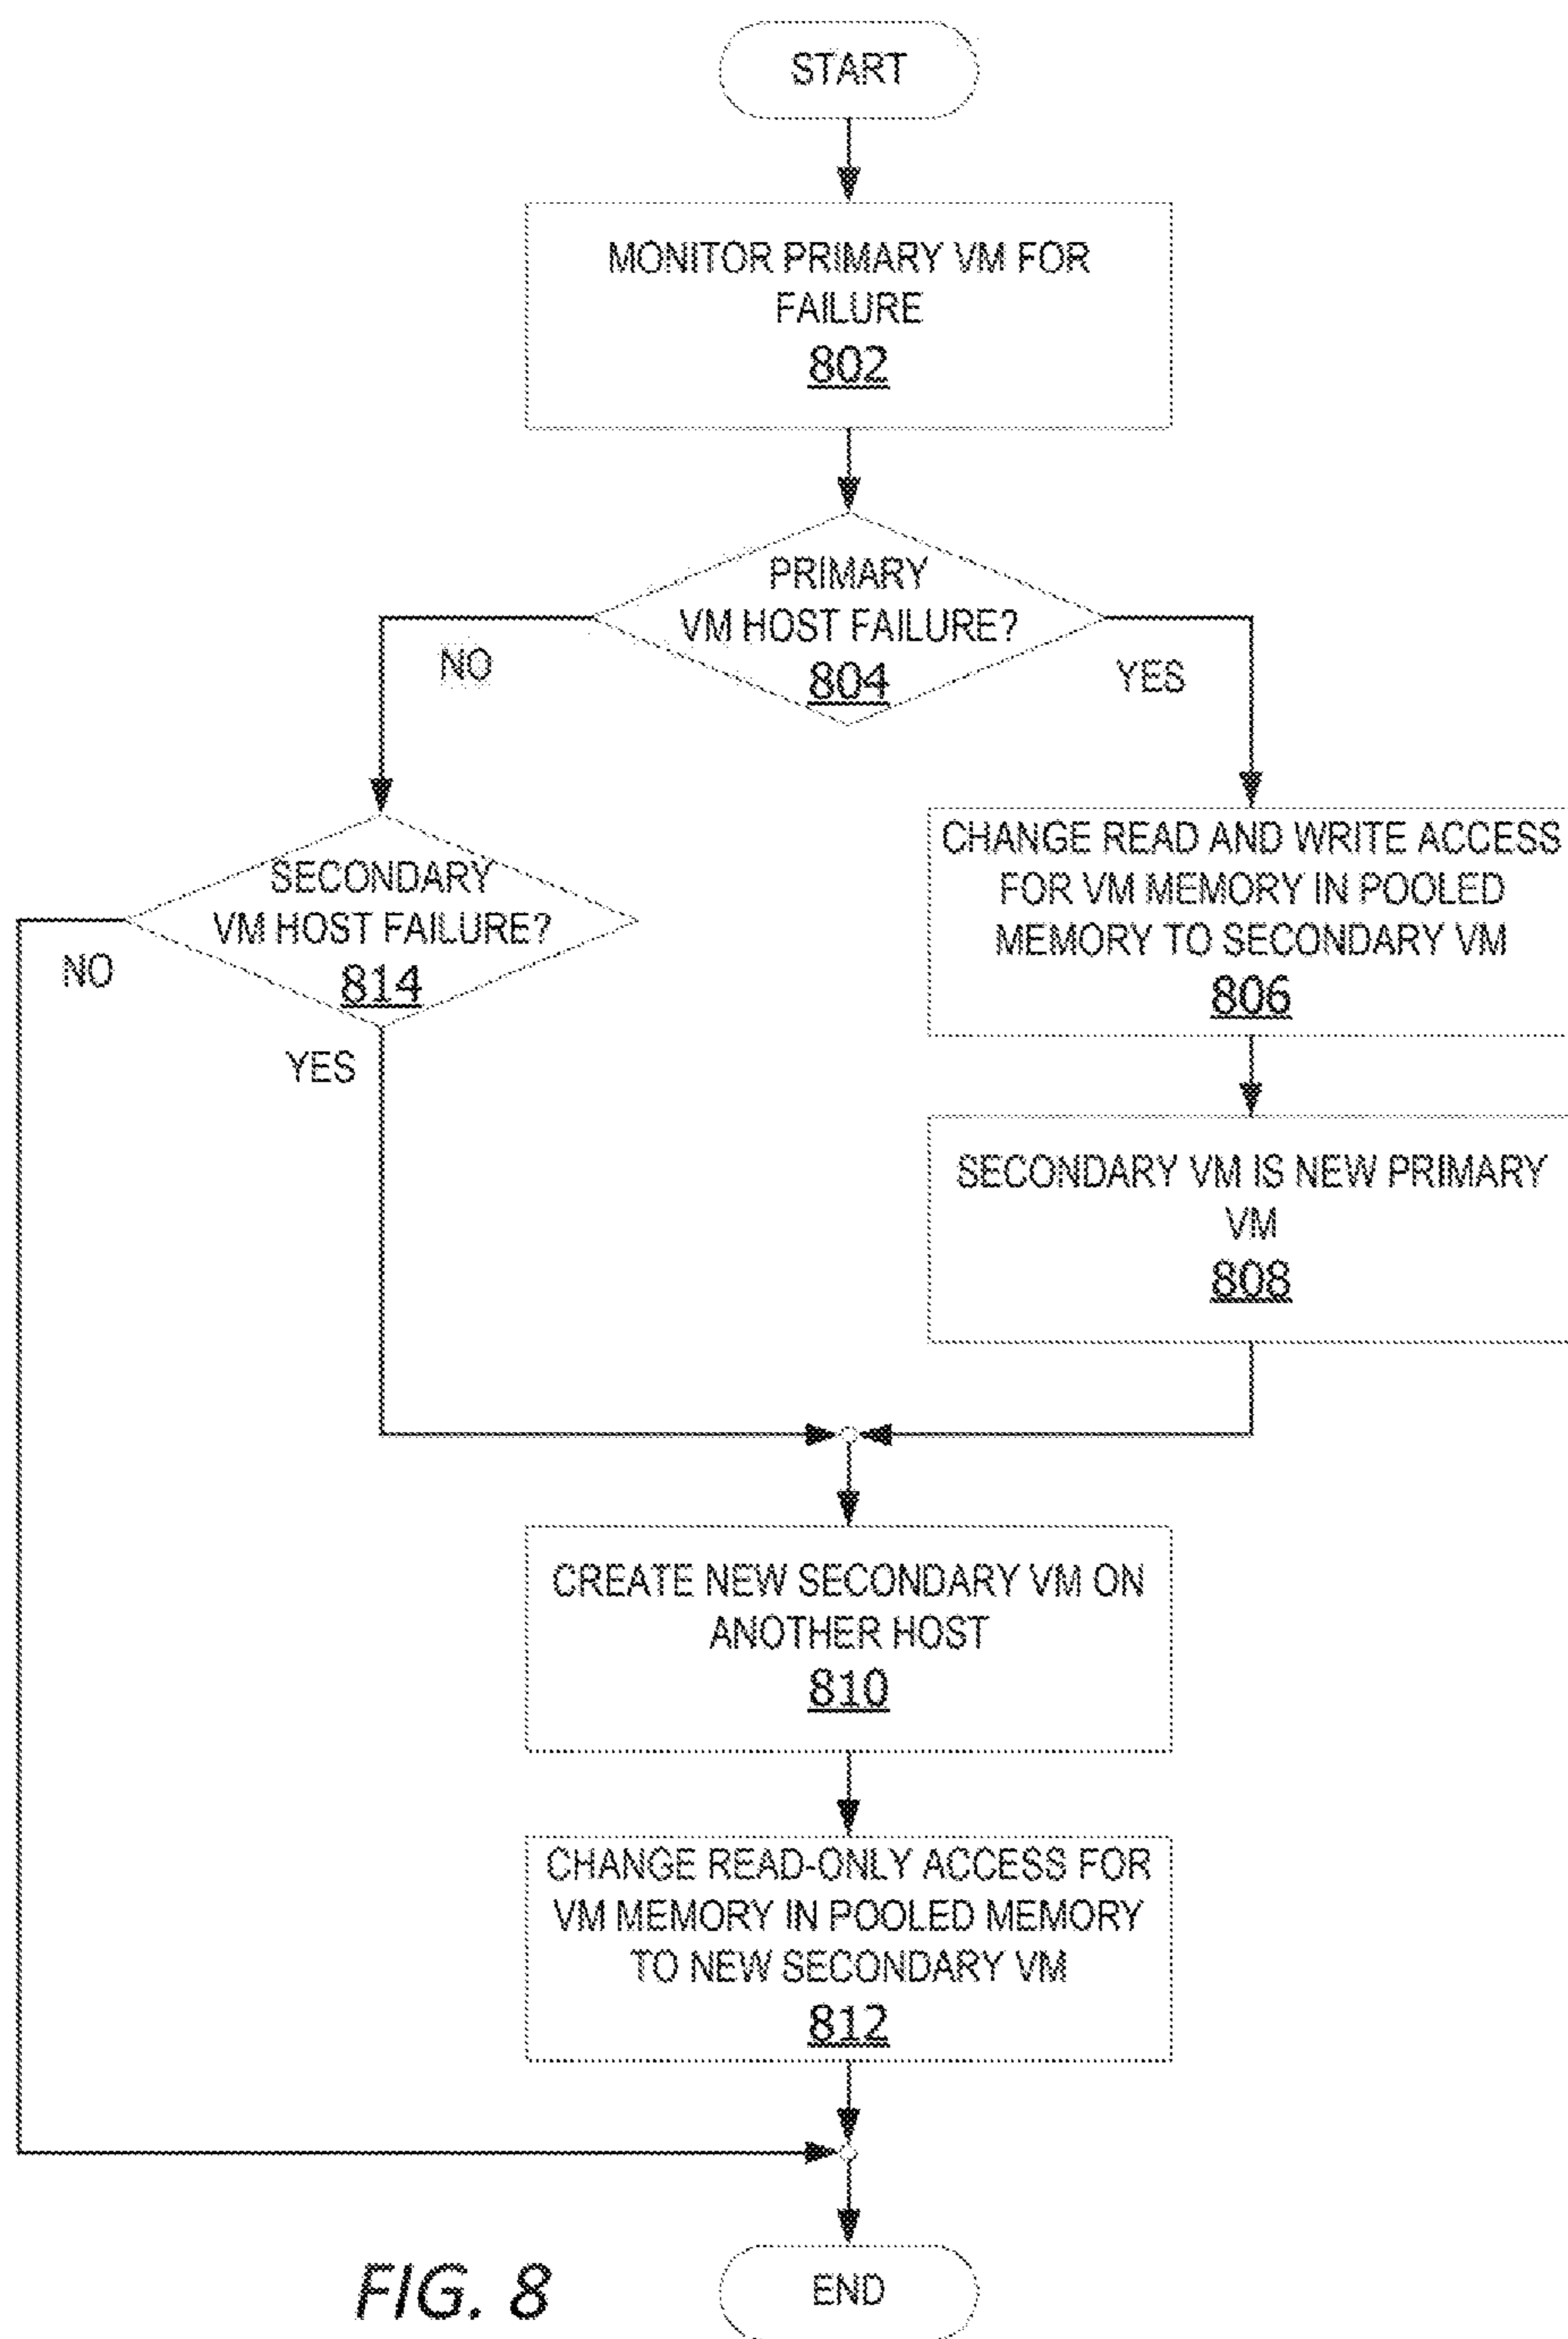 START
MONITOR PRIMARY VM FOR
FAILURE
802
PRIMARY
VM HOST FAILURE?
804
NO
YES
CHANGE READ AND WRITE ACCESS
FOR VM MEMORY IN POOLED
MEMORY TO SECONDARY VM
806
SECONDARY
VM HOST FAILURE?
814
NO
YES
SECONDARY VM IS NEW PRIMARY
VM
808
CREATE NEW SECONDARY VM ON
ANOTHER HOST
810
CHANGE READ-ONLY ACCESS FOR
VM MEMORY IN POOLED MEMORY
TO NEW SECONDARY VM
812
END
FIG. 8